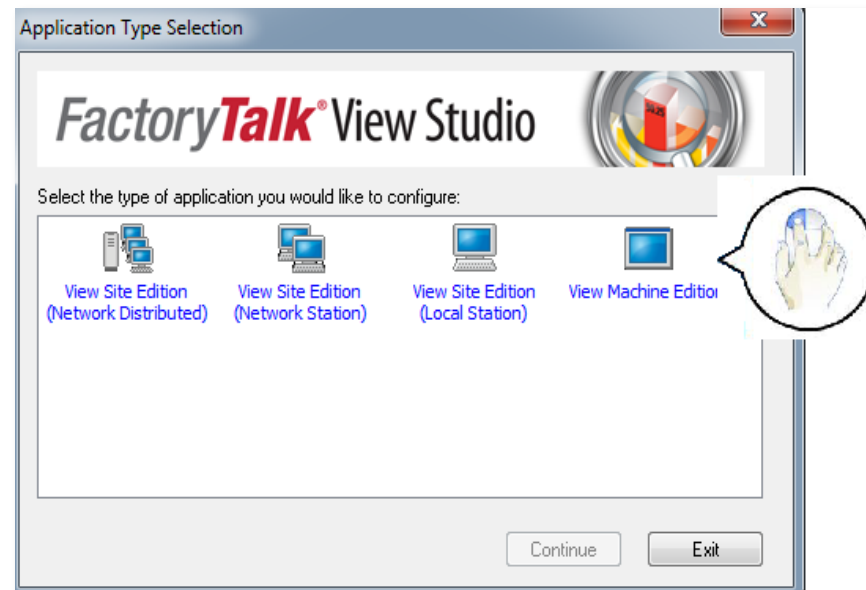 Application Type Selection
FactoryTalk® View Studio
Select the type of application you would like to configure:
View Site Edition
(Network Distributed)
View Site Edition
(Network Station)
View Site Edition
(Local Station)
View Machine Edition
Continue
Exit